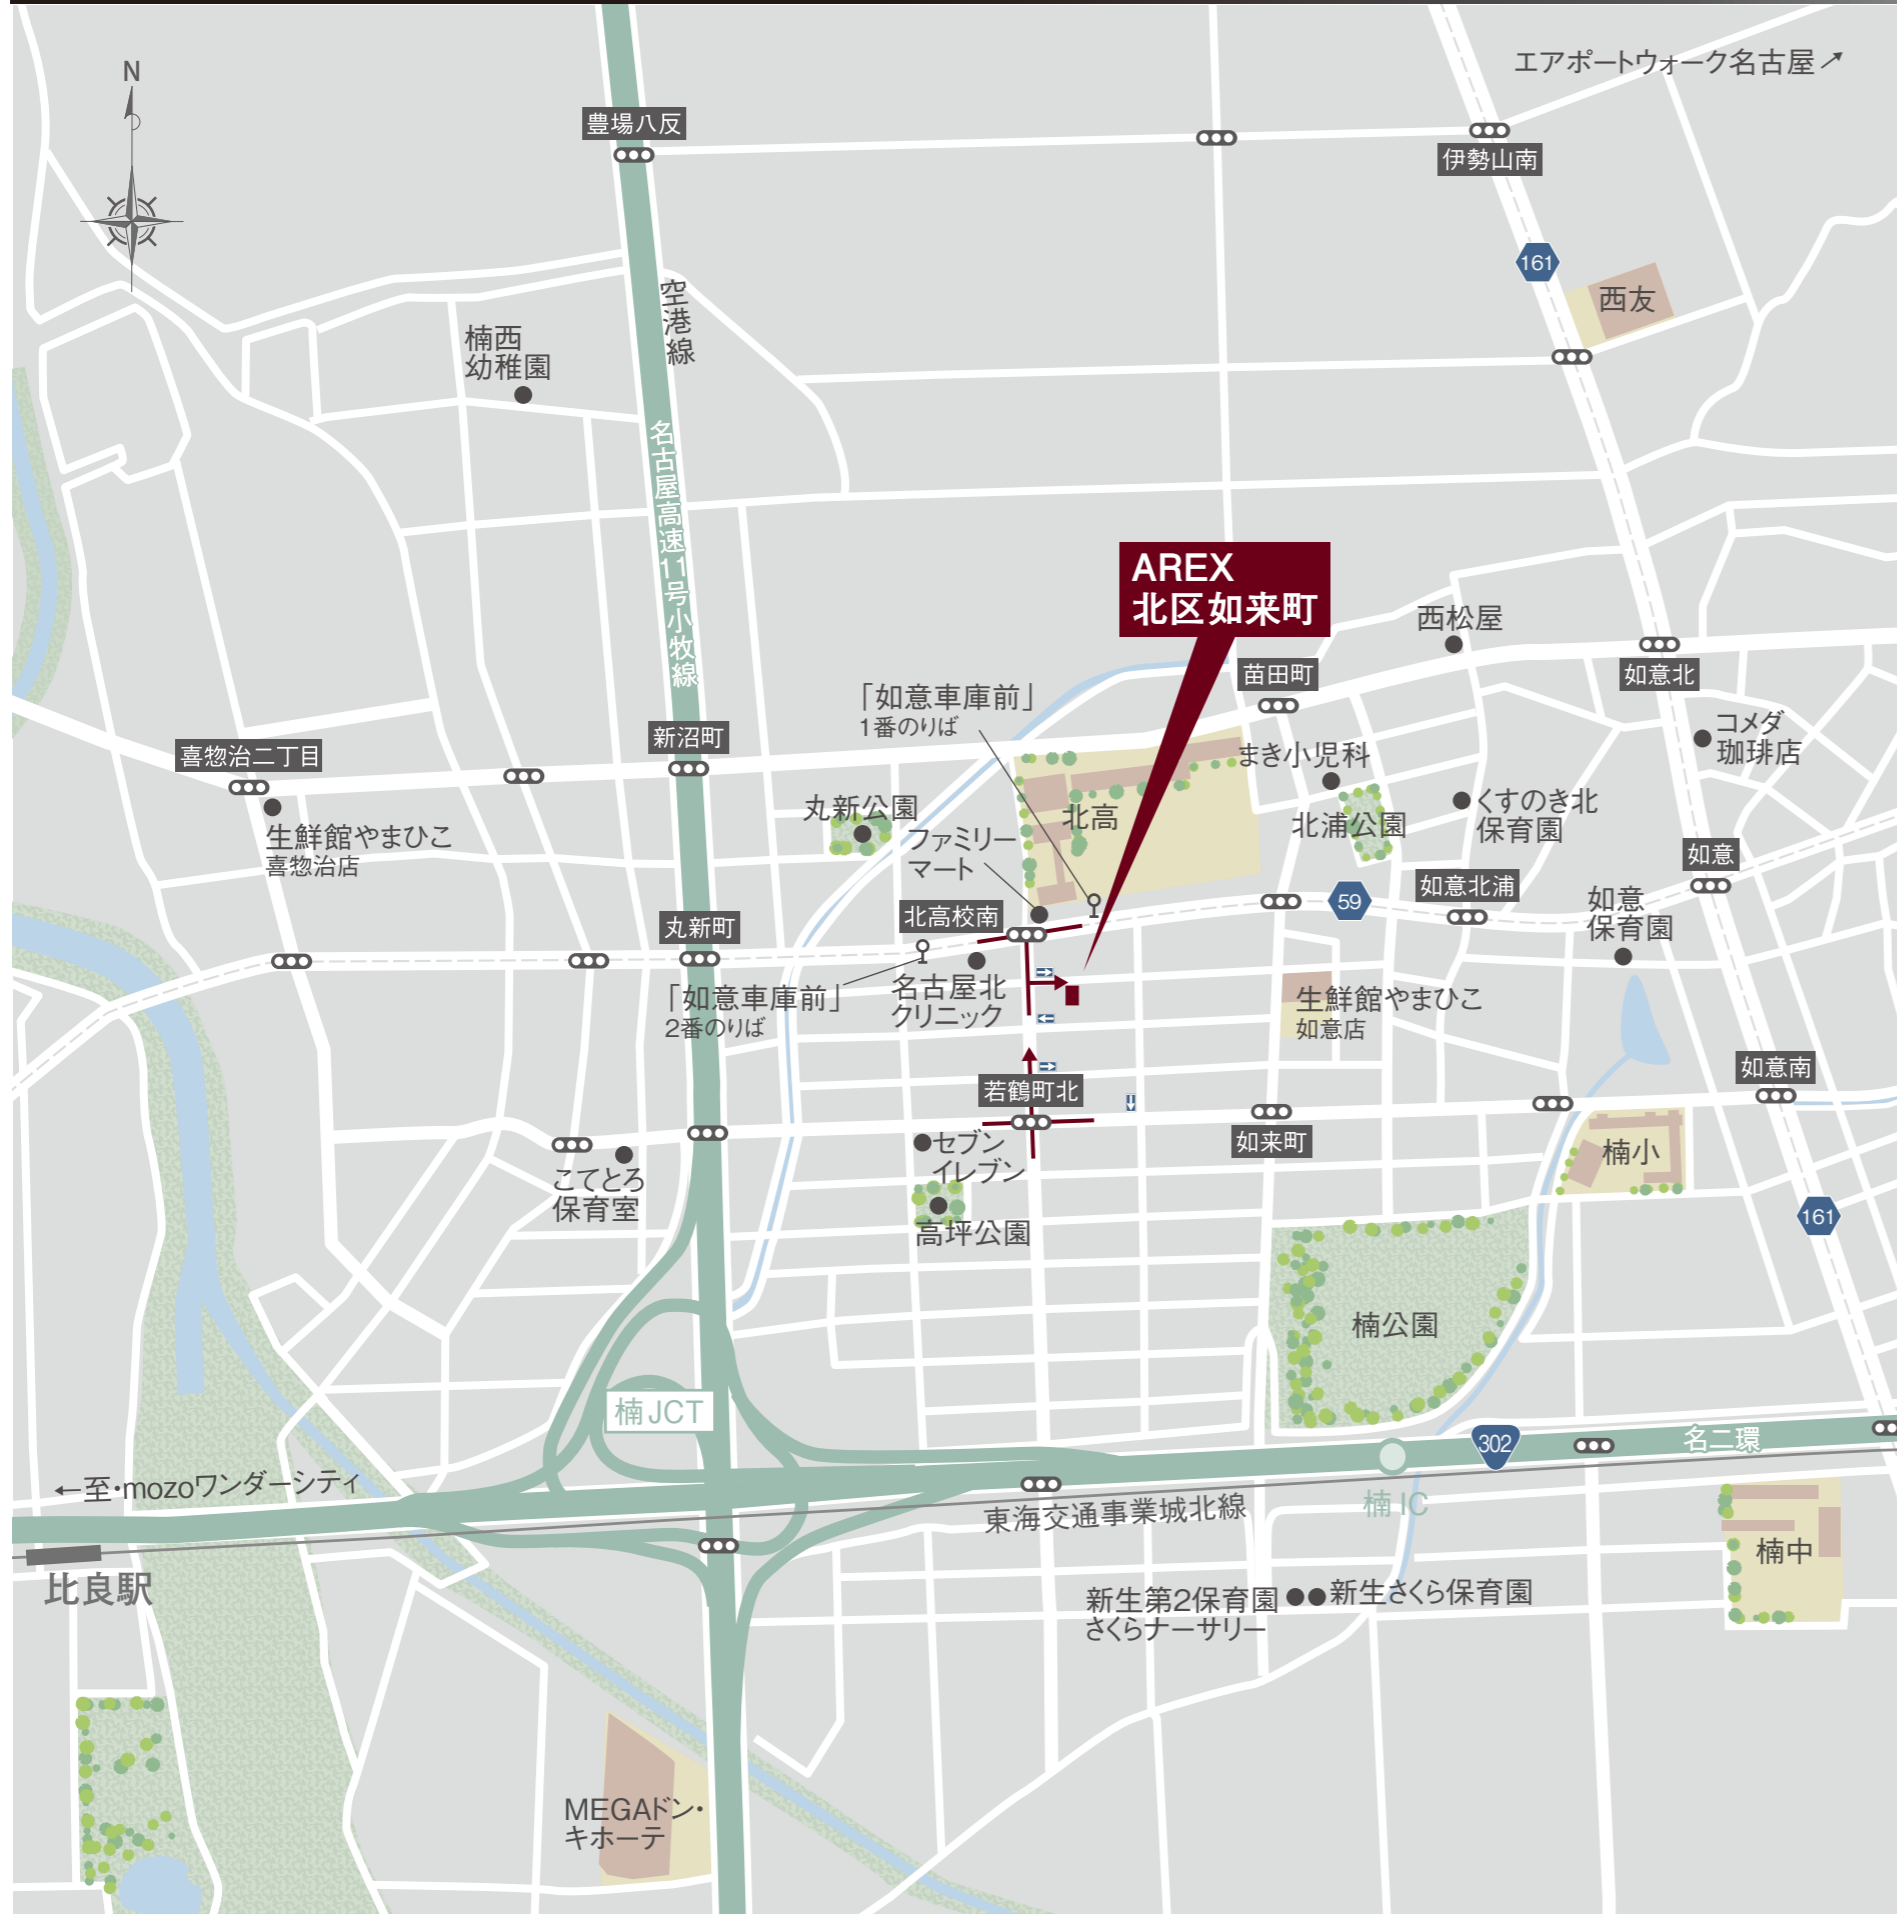 エアポートウォーク名古屋↗
N
豊場八反
伊勢山南
161
西友
空港線
楠西
幼稚園
名古屋高速11号小牧線
AREX
北区如来町
西松屋
苗田町
如意北
「如意車庫前」
1番のりば
コメダ
珈琲店
新沼町
喜惣治二丁目
まき小児科
くすのき北
保育園
生鮮館やまひこ
喜惣治店
丸新公園
北高
北浦公園
ファミリー
マート
如意
如意北浦
59
如意
保育園
北高校南
丸新町
「如意車庫前」
2番のりば
名古屋北
クリニック
生鮮館やまひこ
如意店
如意南
若鶴町北
セブン
イレブン
如来町
楠小
こてとろ
保育室
高坪公園
161
楠公園
楠JCT
302
名二環
←至・mozoワンダーシティ
東海交通事業城北線
楠IC
比良駅
楠中
新生第2保育園
さくらナーサリー
新生さくら保育園
MEGAドン・
キホーテ